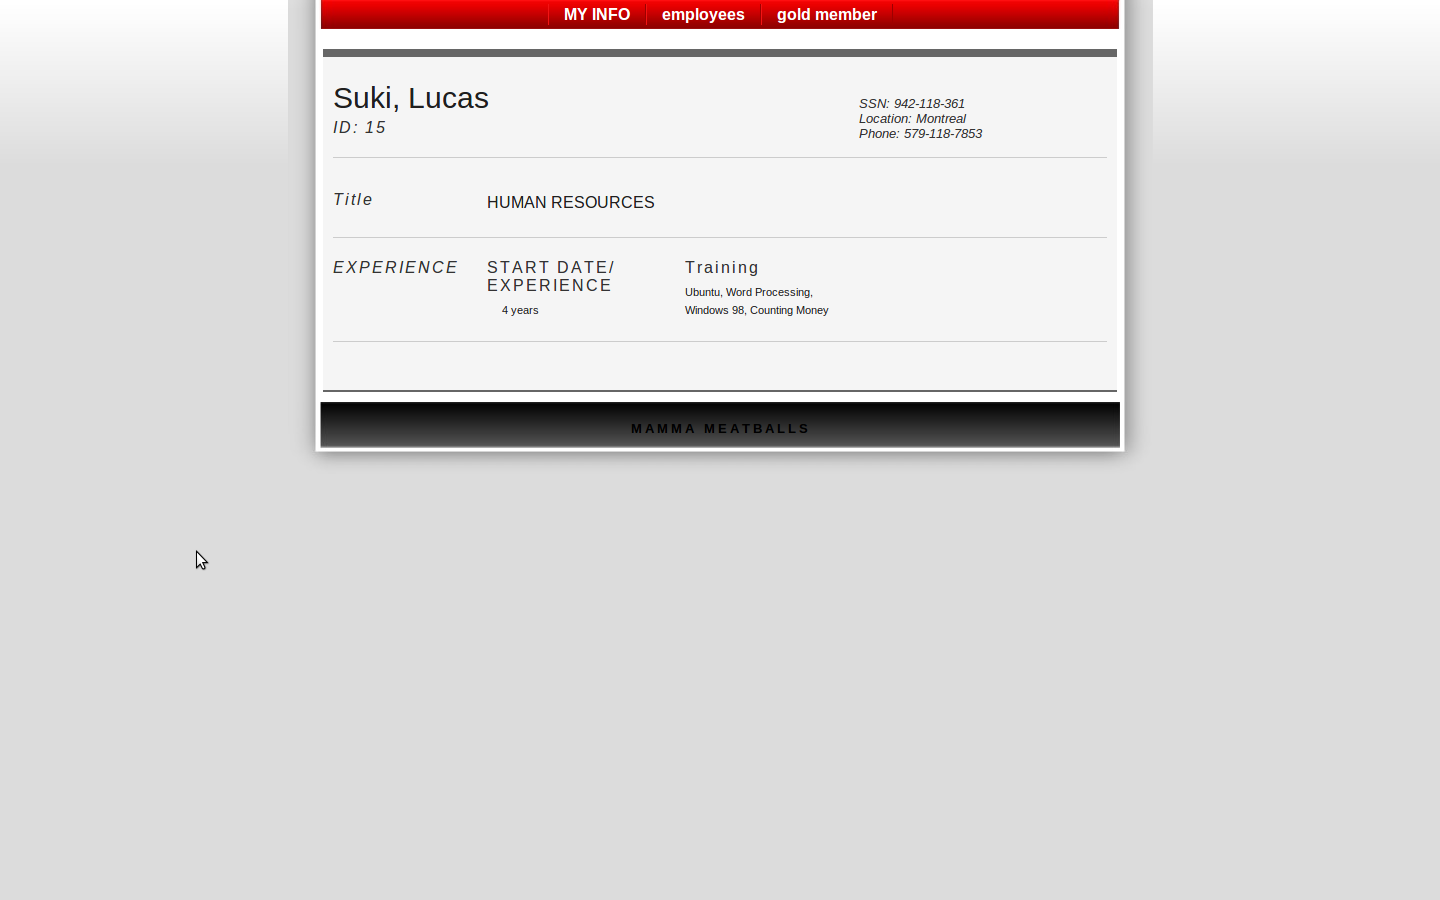 MY INFO employees gold member
Suki, Lucas
ID: 15
SSN: 942-118-361
Location: Montreal
Phone: 579-118-7853
Title
HUMAN RESOURCES
EXPERIENCE
START DATE/
EXPERIENCE
4 years
Training
Ubuntu, Word Processing,
Windows 98, Counting Money
MAMMA MEATBALLS